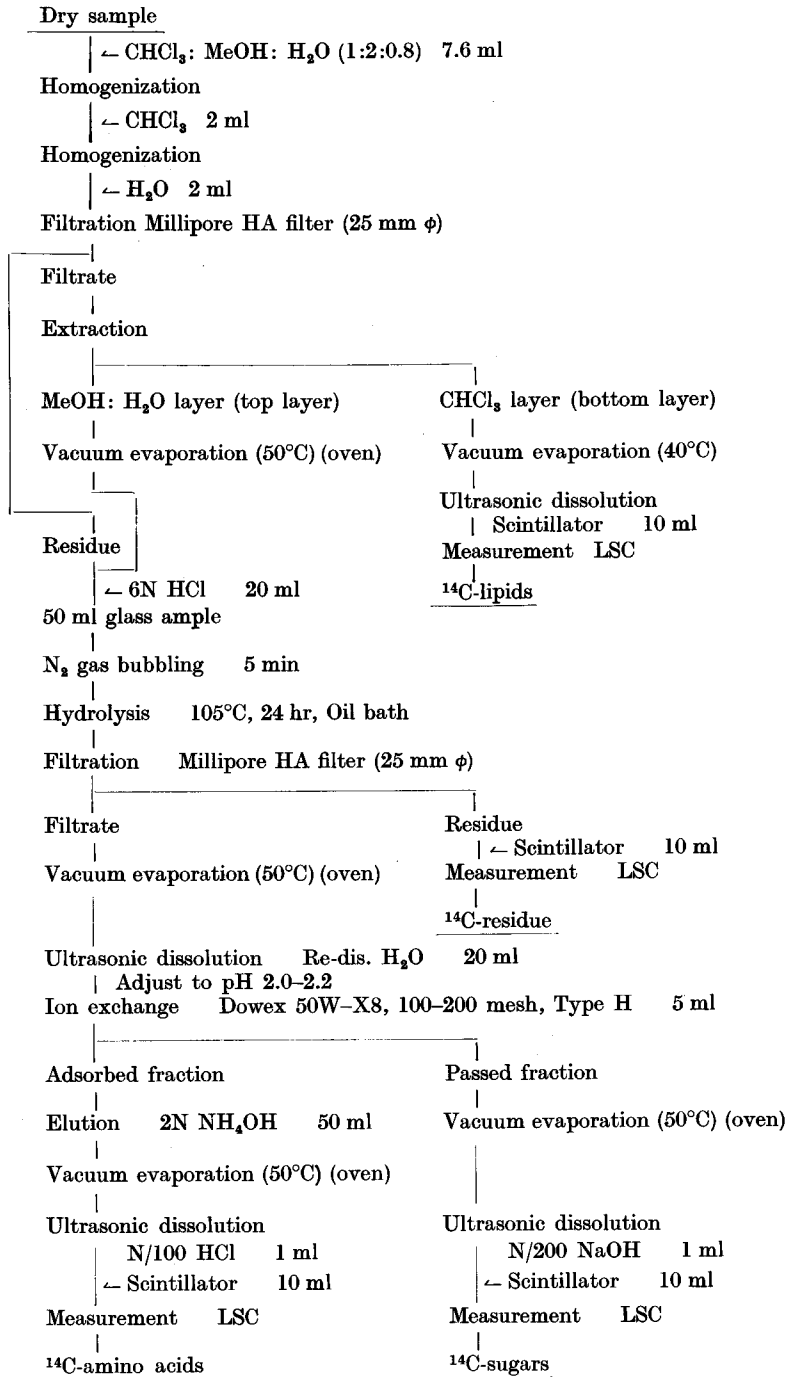 Dry sample
← CHCl₃: MeOH: H₂O (1:2:0.8) 7.6 ml
Homogenization
← CHCl₃ 2 ml
Homogenization
← H₂O 2 ml
Filtration Millipore HA filter (25 mm ϕ)
Filtrate
Extraction
MeOH: H₂O layer (top layer) CHCl₃ layer (bottom layer)
Vacuum evaporation (50°C) (oven) Vacuum evaporation (40°C)
Ultrasonic dissolution
Scintillator 10 ml
Residue Measurement LSC
← 6N HCl 20 ml ¹⁴C-lipids
50 ml glass ample
N₂ gas bubbling 5 min
Hydrolysis 105°C, 24 hr, Oil bath
Filtration Millipore HA filter (25 mm ϕ)
Filtrate Residue
← Scintillator 10 ml
Vacuum evaporation (50°C) (oven) Measurement LSC
¹⁴C-residue
Ultrasonic dissolution Re-dis. H₂O 20 ml
Adjust to pH 2.0–2.2
Ion exchange Dowex 50W–X8, 100–200 mesh, Type H 5 ml
Adsorbed fraction Passed fraction
Elution 2N NH₄OH 50 ml Vacuum evaporation (50°C) (oven)
Vacuum evaporation (50°C) (oven)
Ultrasonic dissolution Ultrasonic dissolution
N/100 HCl 1 ml N/200 NaOH 1 ml
← Scintillator 10 ml ← Scintillator 10 ml
Measurement LSC Measurement LSC
¹⁴C-amino acids ¹⁴C-sugars